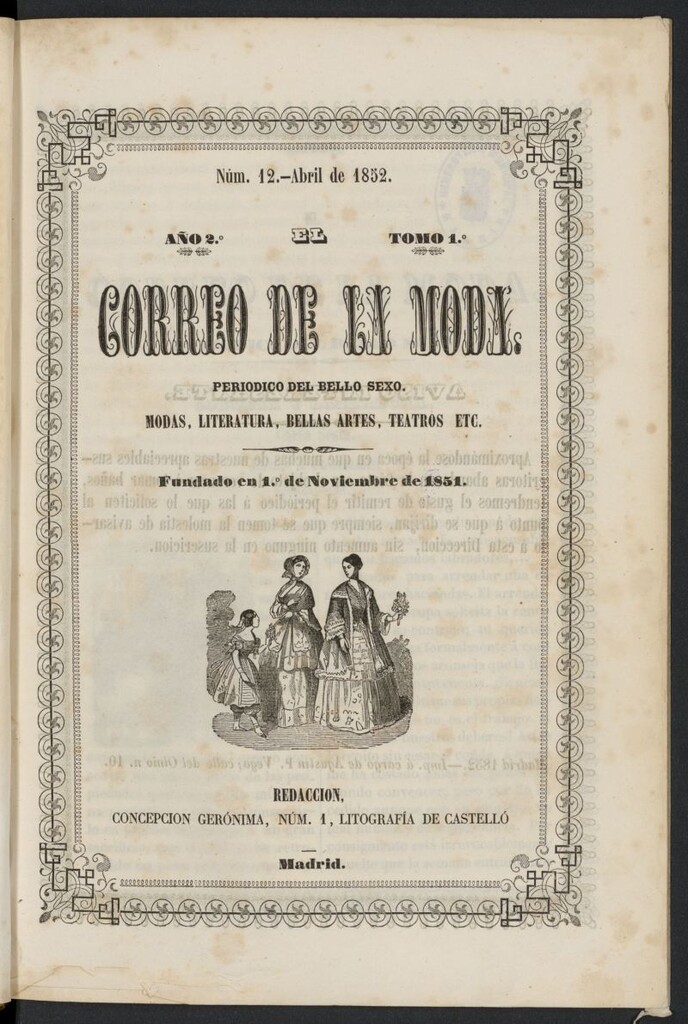 Núm. 12.—Abril de 1852.
AÑO 2.º EL TOMO 1.º
CORREO DE LA MODA.
PERIODICO DEL BELLO SEXO.
MODAS, LITERATURA, BELLAS ARTES, TEATROS ETC.
Fundado en 1.º de Noviembre de 1851.
REDACCION,
CONCEPCION GERÓNIMA, NÚM. 1, LITOGRAFÍA DE CASTELLÓ
Madrid.